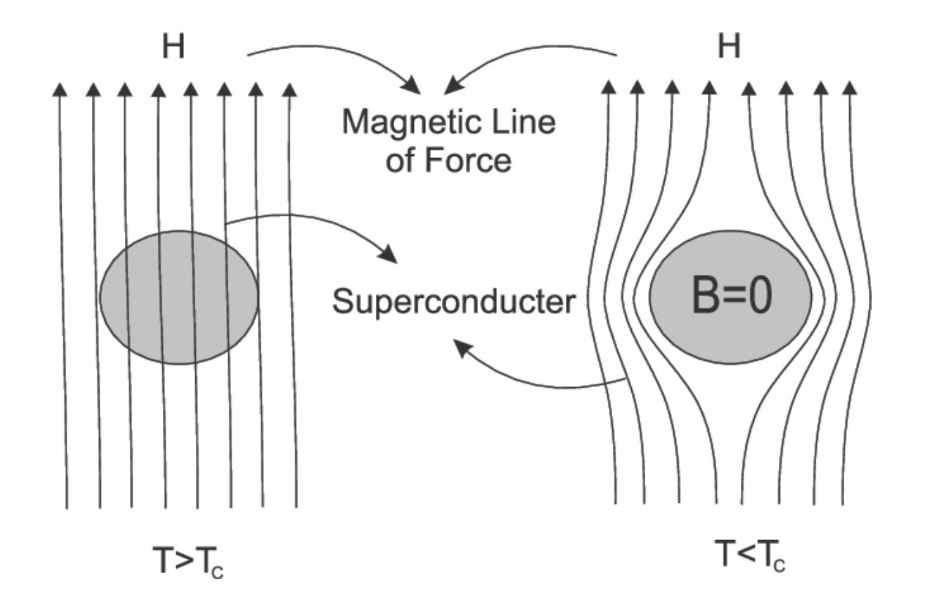 H
H
Magnetic Line
of Force
Superconducter
B=0
T>Tc
T<Tc